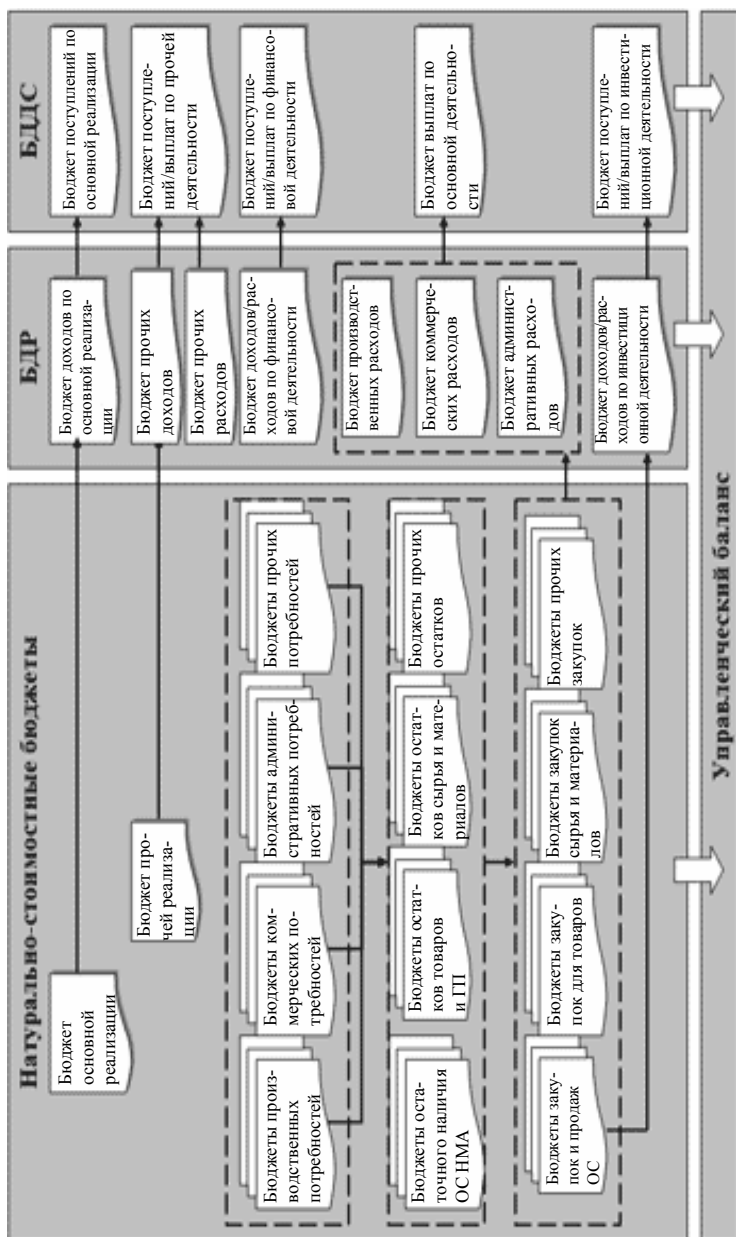 Натурально-стоимостные бюджеты
Бюджет
основной
реализации
Бюджет про-
чей реализа-
ции
Бюджеты произ-
водственных
потребностей
Бюджеты ком-
мерческих по-
требностей
Бюджеты админи-
стративных потреб-
ностей
Бюджеты прочих
потребностей
Бюджеты оста-
точного наличия
ОС НМА
Бюджеты остат-
ков товаров
и ГП
Бюджеты остат-
ков сырья и мате-
риалов
Бюджеты прочих
остатков
Бюджеты заку-
пок и продаж
ОС
Бюджеты заку-
пок для товаров
Бюджеты закупок
сырья и материа-
лов
Бюджеты прочих
закупок
БДР
Бюджет доходов по
основной реализа-
ции
Бюджет прочих
доходов
Бюджет прочих
расходов
Бюджет доходов/рас-
ходов по финансо-
вой деятельности
Бюджет производст-
венных расходов
Бюджет коммерче-
ских расходов
Бюджет админист-
ративных расхо-
дов
Бюджет доходов/рас-
ходов по инвестици
онной деятельности
БДДС
Бюджет поступлений по
основной реализации
Бюджет поступле-
ний/выплат по прочей
деятельности
Бюджет поступле-
ний/выплат по финансо-
вой деятельности
Бюджет выплат по
основной деятельно-
сти
Бюджет поступле-
ний/выплат по инвести-
ционной деятельности
Управленческий баланс